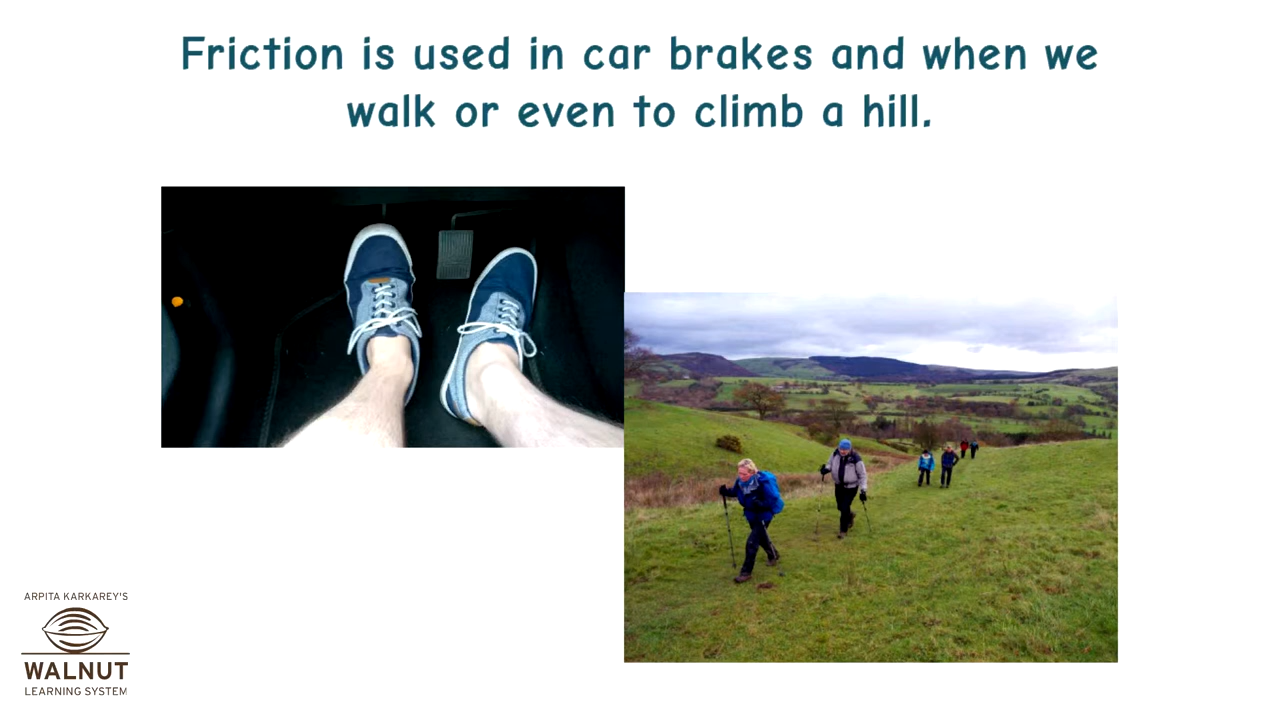 Friction is used in car brakes and when we
walk or even to climb a hill.
ARPITA KARKAREY'S
WALNUT
LEARNING SYSTEM